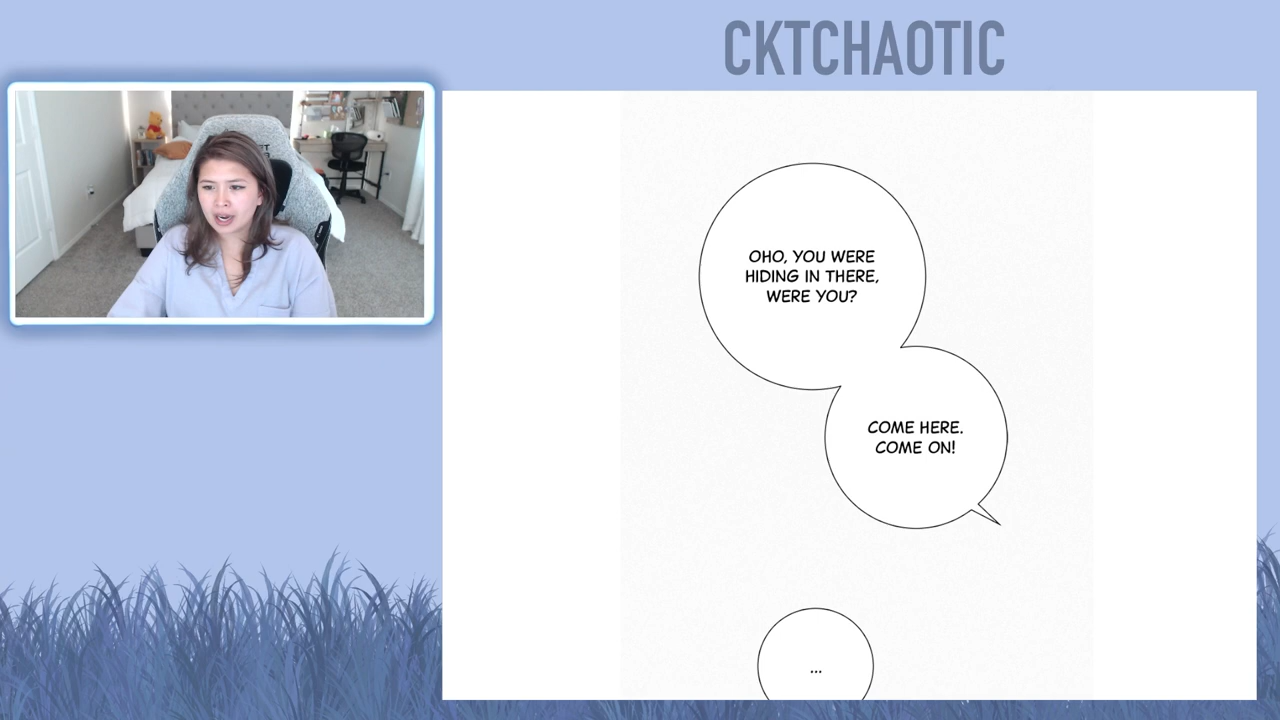 CKTCHAOTIC
OHO, YOU WERE
HIDING IN THERE,
WERE YOU?
COME HERE.
COME ON!
...